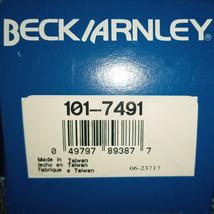 BECK/ARNLEY
101-7491
0 49797 89387 7
Made in Taiwan
Hecho en Taiwan
Fabriqué à Taiwan
06-23717